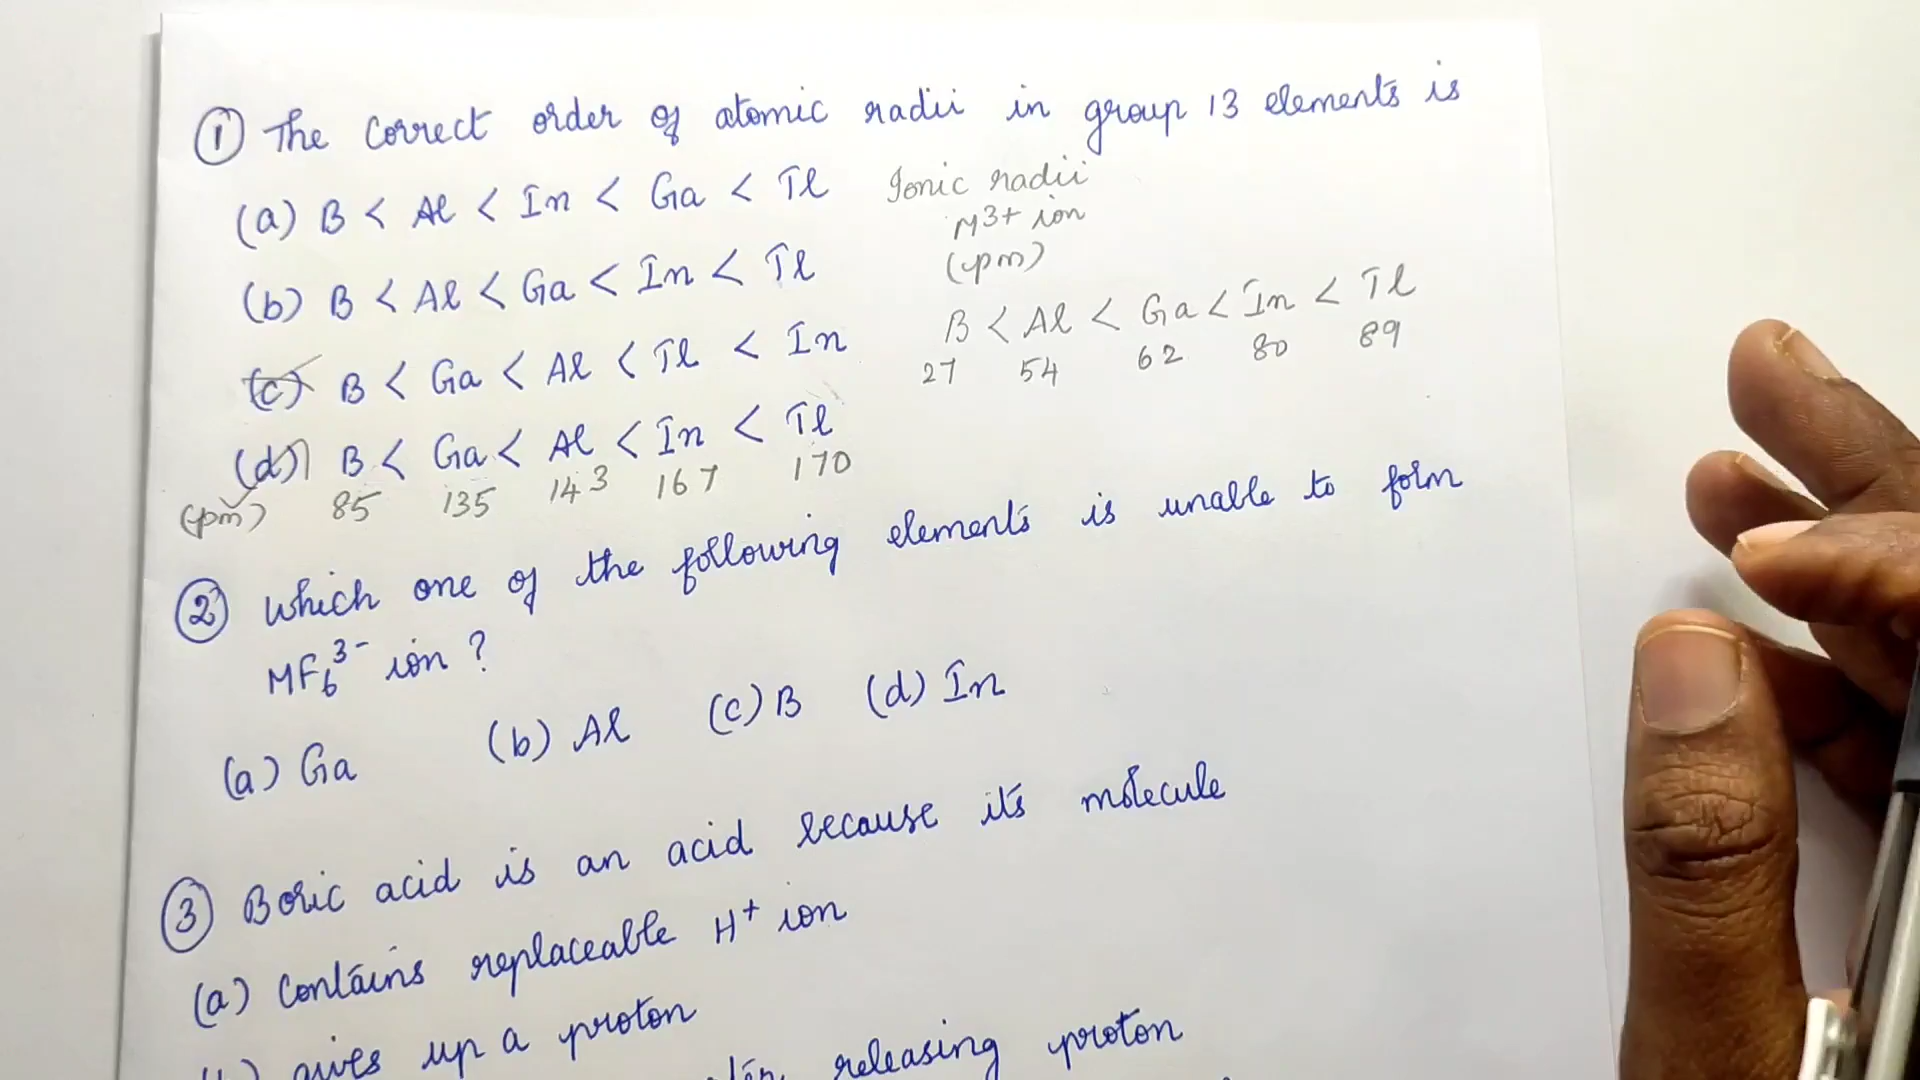 ① The correct order of atomic radii in group 13 elements is
(a) B < Al < In < Ga < Tl
(b) B < Al < Ga < In < Tl
(c) B < Ga < Al < Tl < In
(d) B < Ga < Al < In < Tl
(pm) 85 135 143 167 170
Ionic radii
M3+ ion
(pm)
B < Al < Ga < In < Tl
27 54 62 80 89
② Which one of the following elements is unable to form
MF₆³⁻ ion ?
(a) Ga (b) Al (c) B (d) In
③ Boric acid is an acid because its molecule
(a) Contains replaceable H⁺ ion
gives up a proton
releasing proton